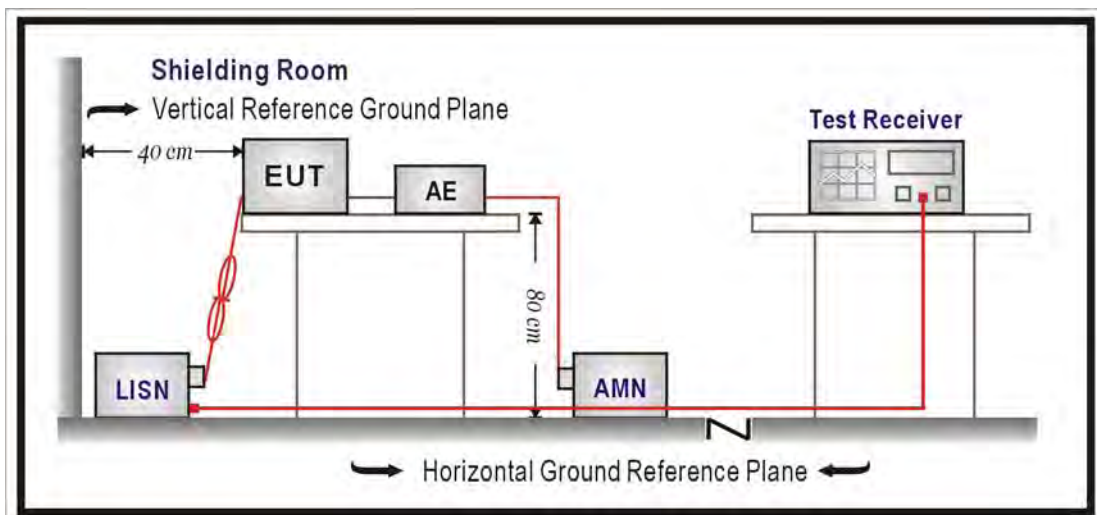 Shielding Room
Vertical Reference Ground Plane
Test Receiver
40 cm
EUT
AE
80 cm
LISN
AMN
Horizontal Ground Reference Plane